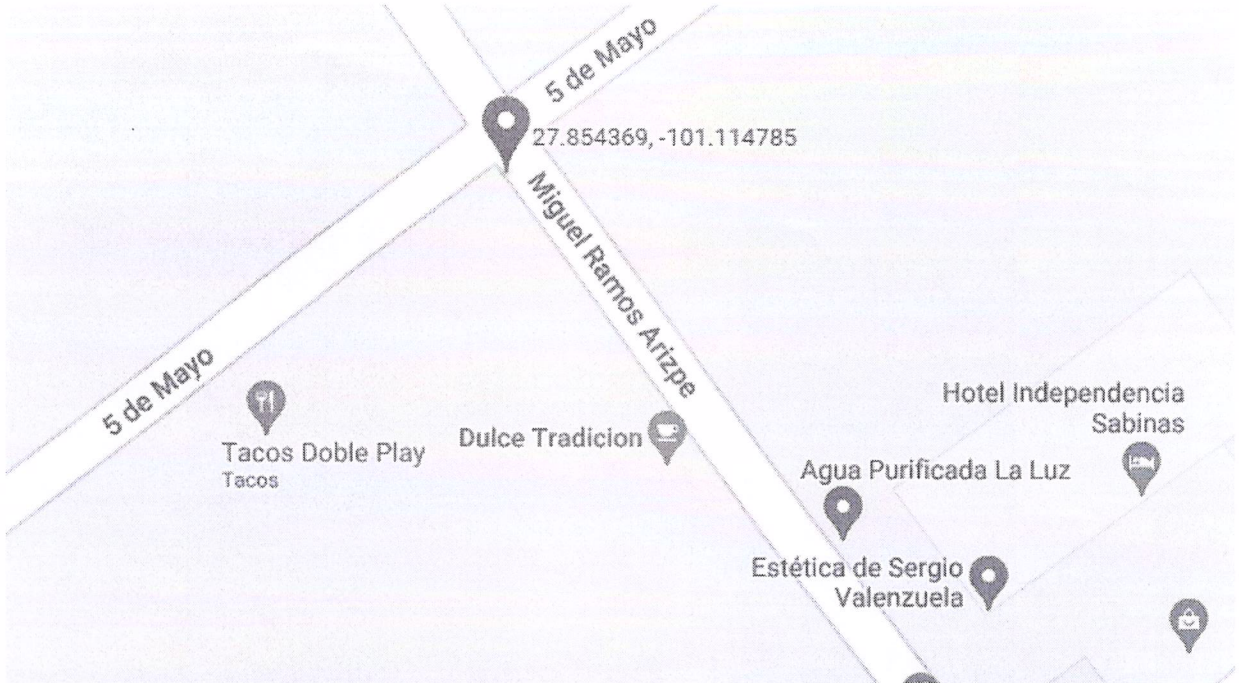 5 de Mayo
27.854369, -101.114785
Miguel Ramos Arizpe
5 de Mayo
Hotel Independencia
Sabinas
Dulce Tradicion
Tacos Doble Play
Tacos
Agua Purificada La Luz
Estética de Sergio
Valenzuela